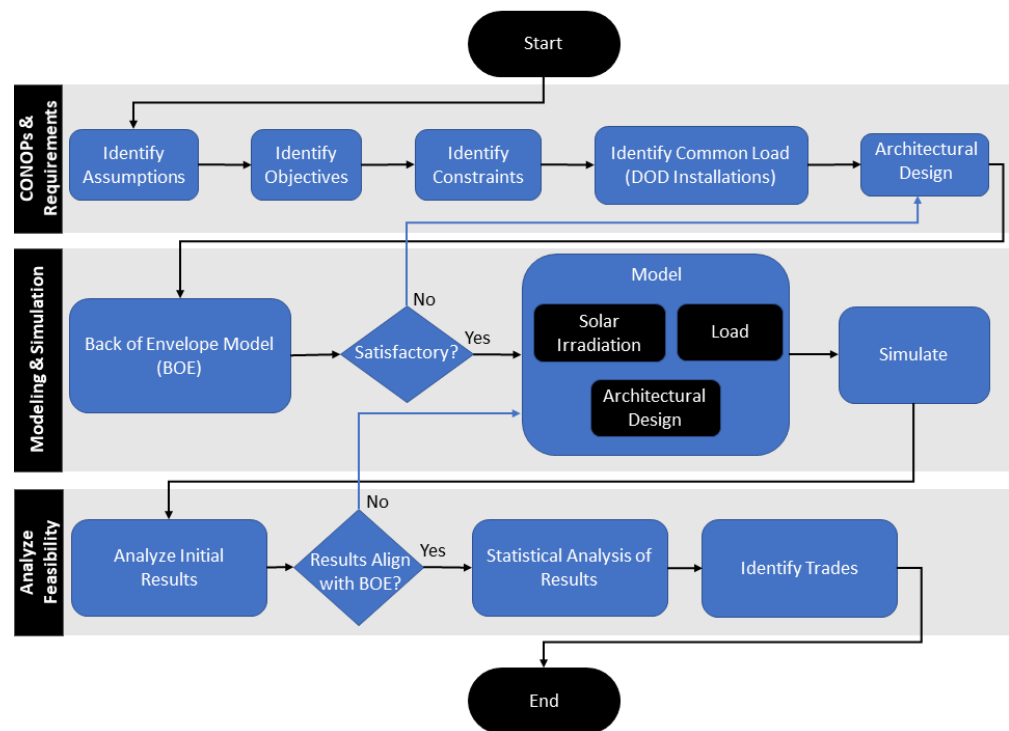 Start
CONOPs &
Requirements
Identify
Assumptions
Identify
Objectives
Identify
Constraints
Identify Common Load
(DOD Installations)
Architectural
Design
Modeling & Simulation
Back of Envelope Model
(BOE)
Satisfactory?
No
Yes
Model
Solar
Irradiation
Load
Architectural
Design
Simulate
Analyze
Feasibility
Analyze Initial
Results
Results Align
with BOE?
No
Yes
Statistical Analysis of
Results
Identify Trades
End